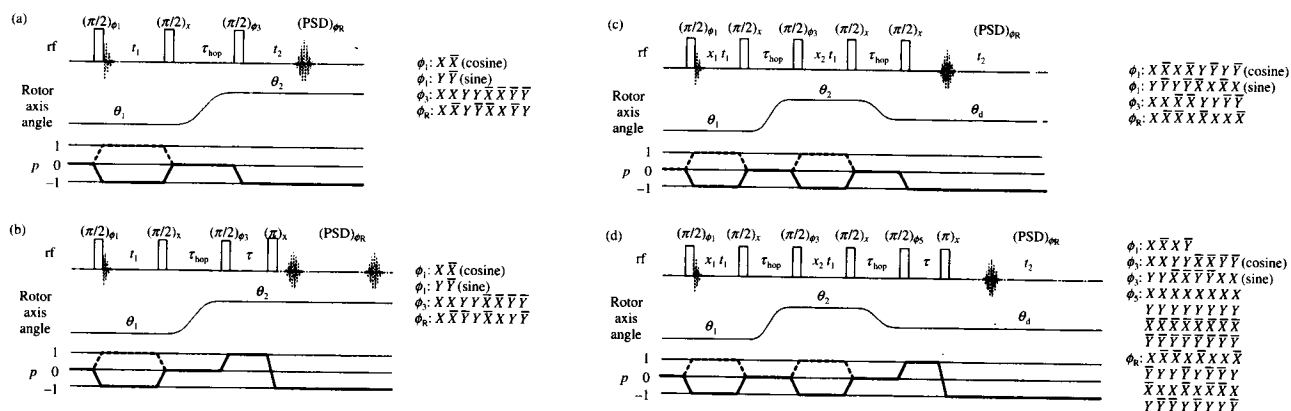 (a)
(π/2)ϕ1 (π/2)x (π/2)ϕ3 (PSD)ϕR
rf t1 τhop t2
Rotor axis angle θ1 θ2
p 1 0 −1
ϕ1: X X̅ (cosine)
ϕ1: Y Y̅ (sine)
ϕ3: X X Y Y X̅ X̅ Y̅ Y̅
ϕR: X X̅ Y Y̅ X̅ X Y̅ Y
(b)
(π/2)ϕ1 (π/2)x (π/2)ϕ3 (π)x (PSD)ϕR
rf t1 τhop τ
Rotor axis angle θ1 θ2
p 1 0 −1
ϕ1: X X̅ (cosine)
ϕ1: Y Y̅ (sine)
ϕ3: X X Y Y X̅ X̅ Y̅ Y̅
ϕR: X X̅ Y̅ Y X̅ X Y Y̅
(c)
(π/2)ϕ1 (π/2)x (π/2)ϕ3 (π/2)x (π/2)x (PSD)ϕR
rf x1 t1 τhop x2 t1 τhop t2
Rotor axis angle θ1 θ2 θd
p 1 0 −1
ϕ1: X X̅ X X̅ Y Y̅ Y Y̅ (cosine)
ϕ1: Y Y̅ Y Y̅ X̅ X X̅ X (sine)
ϕ3: X X X̅ X̅ Y Y Y̅ Y̅
ϕR: X X̅ X̅ X X̅ X X X̅
(d)
(π/2)ϕ1 (π/2)x (π/2)ϕ3 (π/2)x (π/2)ϕ5 (π)x (PSD)ϕR
rf x1 t1 τhop x2 t1 τhop τ t2
Rotor axis angle θ1 θ2 θd
p 1 0 −1
ϕ1: X X̅ X Y̅
ϕ3: X X Y Y X̅ X̅ Y̅ Y̅ (cosine)
ϕ3: Y Y X̅ X̅ Y̅ Y̅ X X (sine)
ϕ3: X X X X X X X X
Y Y Y Y Y Y Y Y
X̅ X̅ X̅ X̅ X̅ X̅ X̅ X̅
Y̅ Y̅ Y̅ Y̅ Y̅ Y̅ Y̅ Y̅
ϕR: X X̅ X̅ X X̅ X X X̅
Y̅ Y Y Y̅ Y Y̅ Y̅ Y
X̅ X X X̅ X X̅ X̅ X
Y Y̅ Y̅ Y Y̅ Y Y Y̅